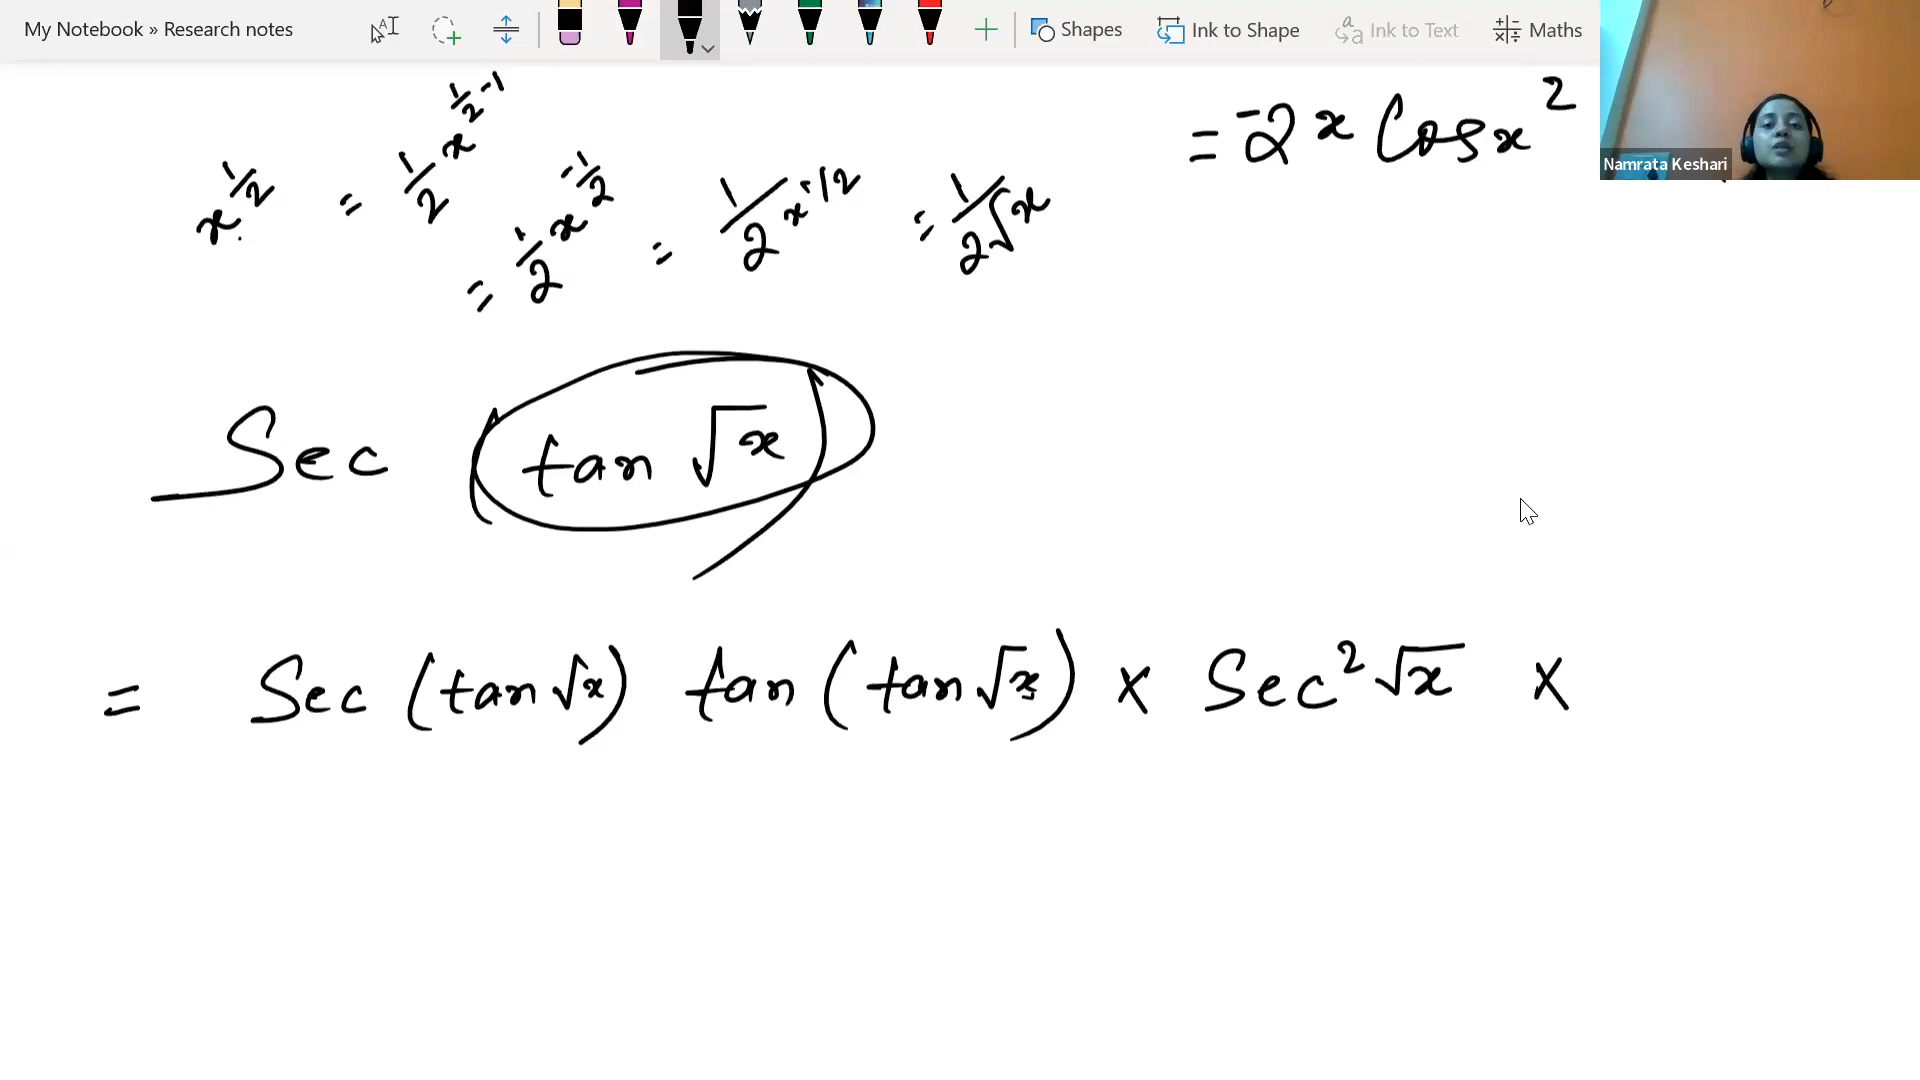 My Notebook » Research notes
Shapes
Ink to Shape
Ink to Text
Maths
Namrata Keshari
= -2x Cos x²
x^(1/2) = 1/2 x^(1/2 -1)
= 1/2 x^(-1/2) = 1/2x^(1/2) = 1/2√x
Sec (tan √x)
= Sec (tan √x) tan (tan √x) × Sec² √x ×